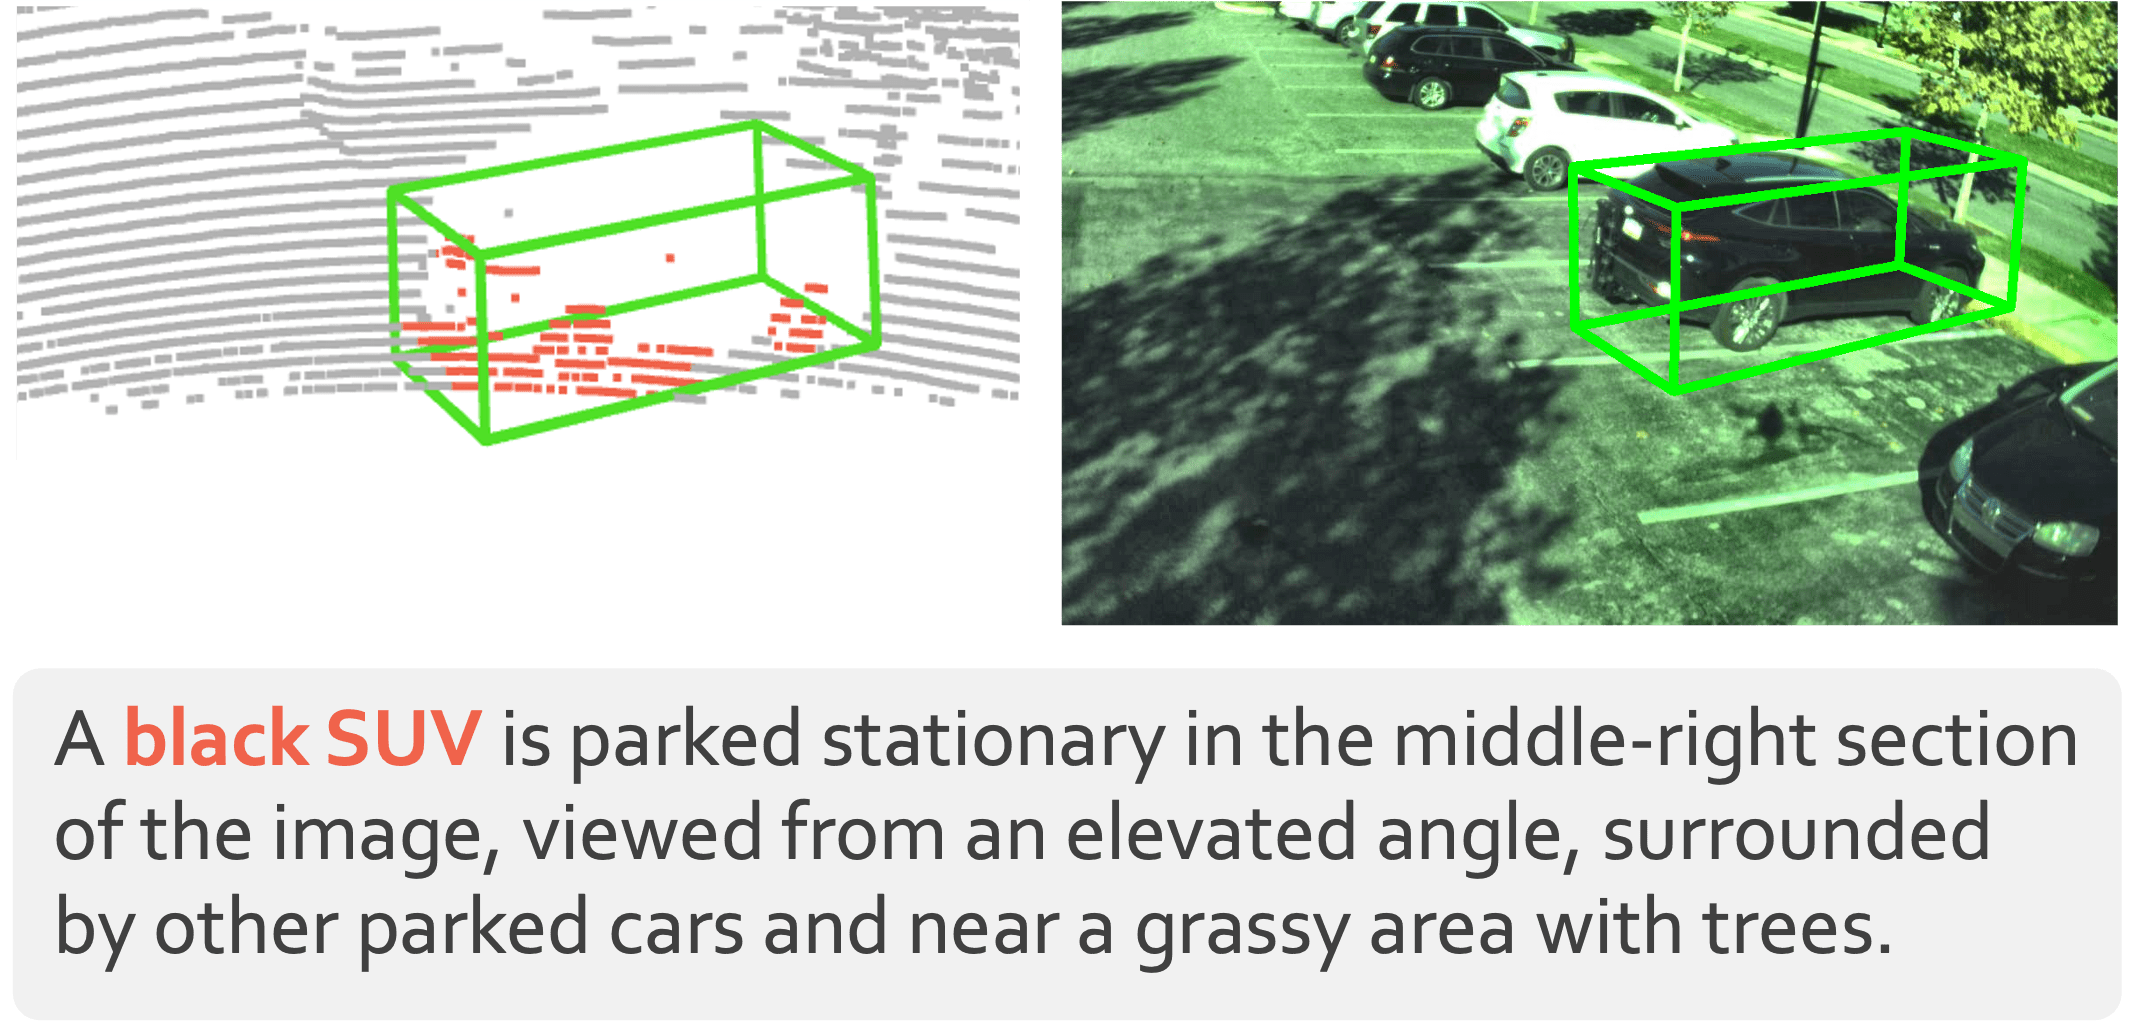 A black SUV is parked stationary in the middle-right section
of the image, viewed from an elevated angle, surrounded
by other parked cars and near a grassy area with trees.